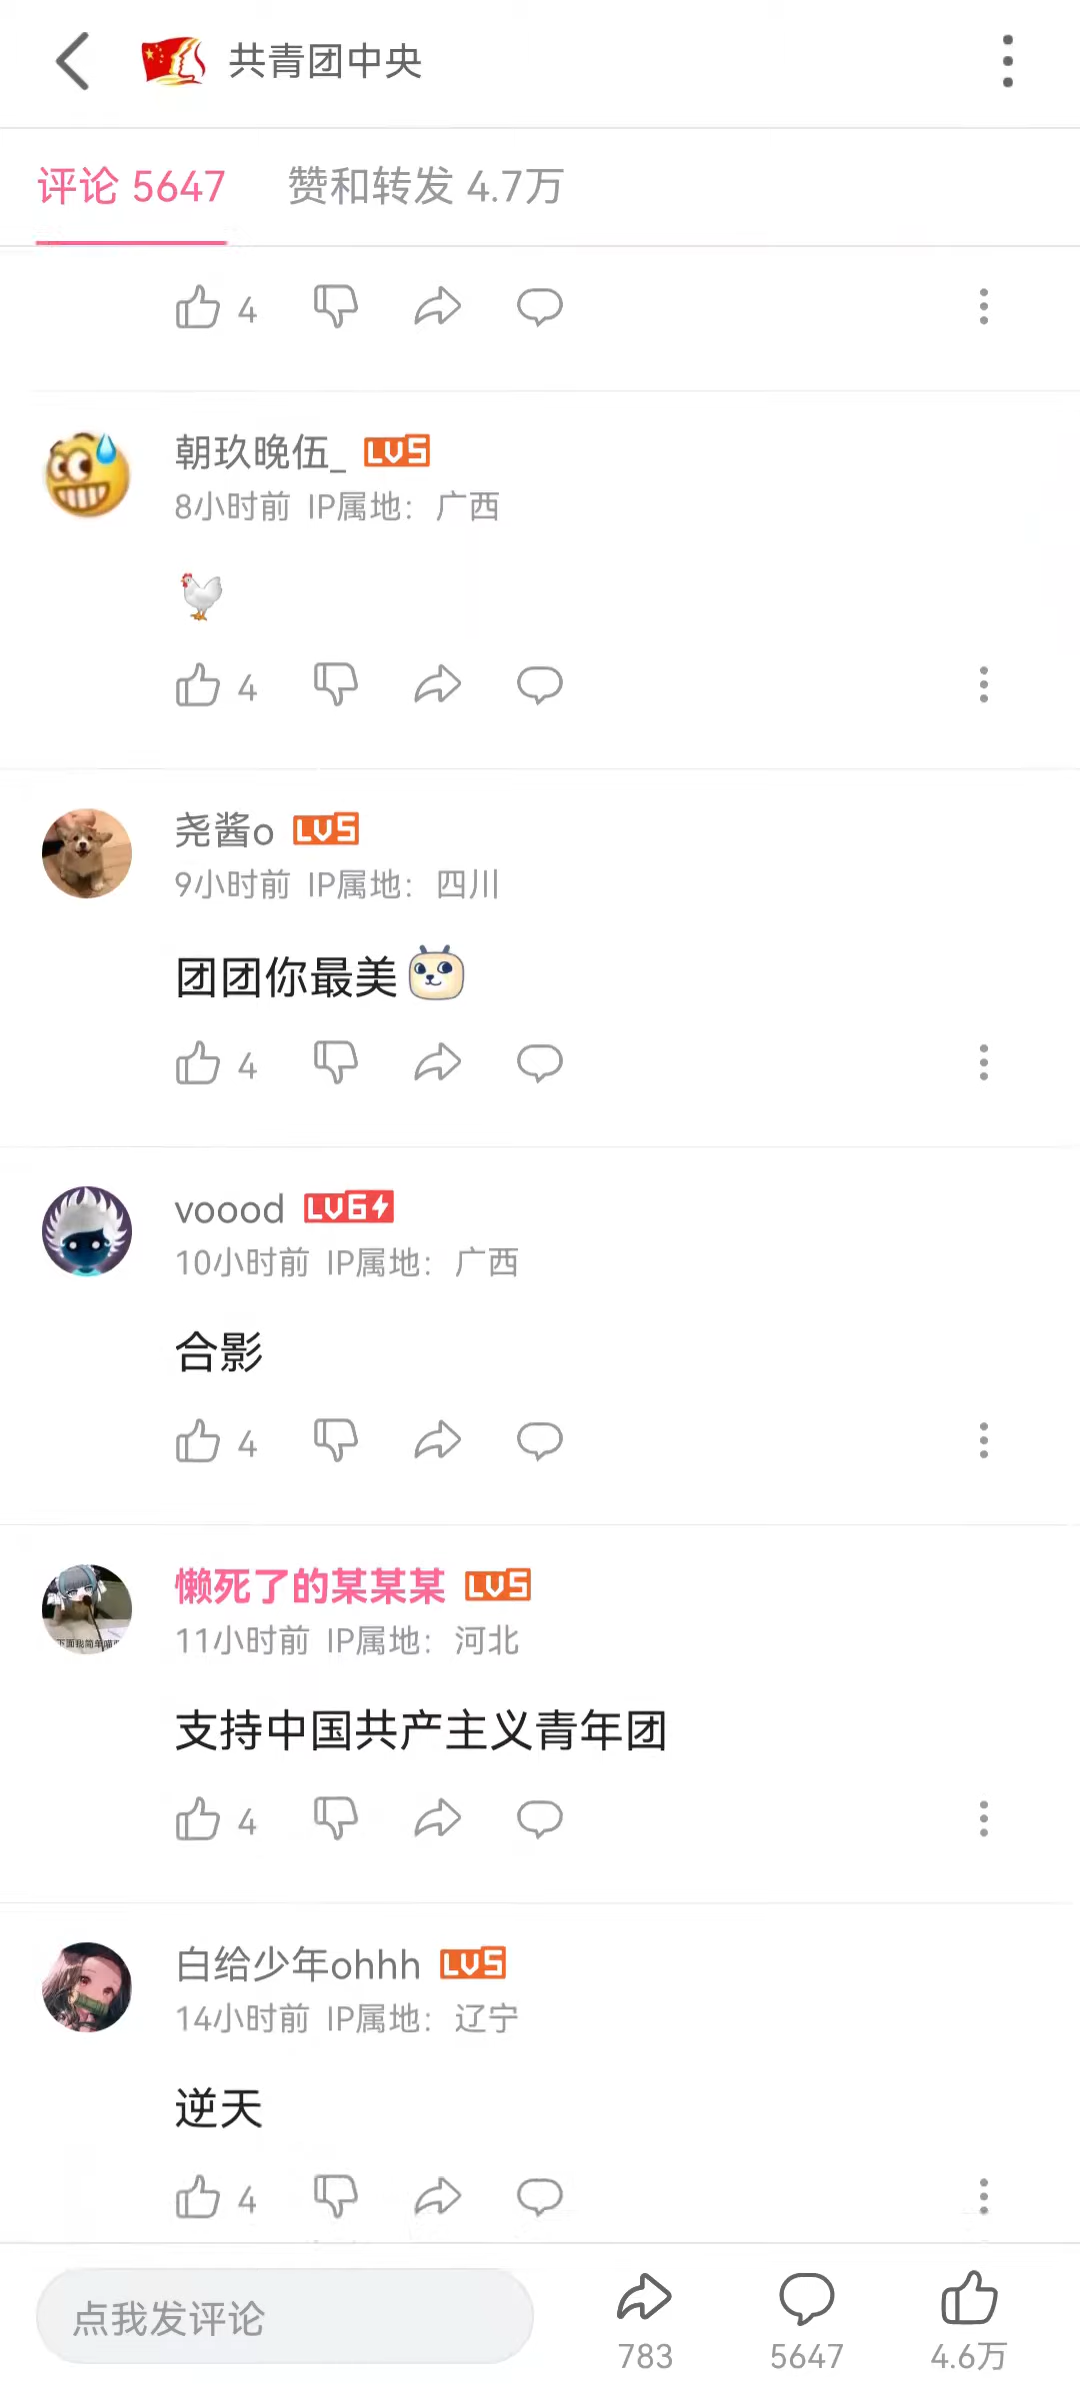 共青团中央
评论 5647 赞和转发 4.7万
4
朝玖晚伍_ LV5
8小时前 IP属地：广西
4
尧酱o LV5
9小时前 IP属地：四川
团团你最美
4
voood LV6
10小时前 IP属地：广西
合影
4
懒死了的某某某 LV5
11小时前 IP属地：河北
支持中国共产主义青年团
4
白给少年ohhh LV5
14小时前 IP属地：辽宁
逆天
4
点我发评论
783 5647 4.6万